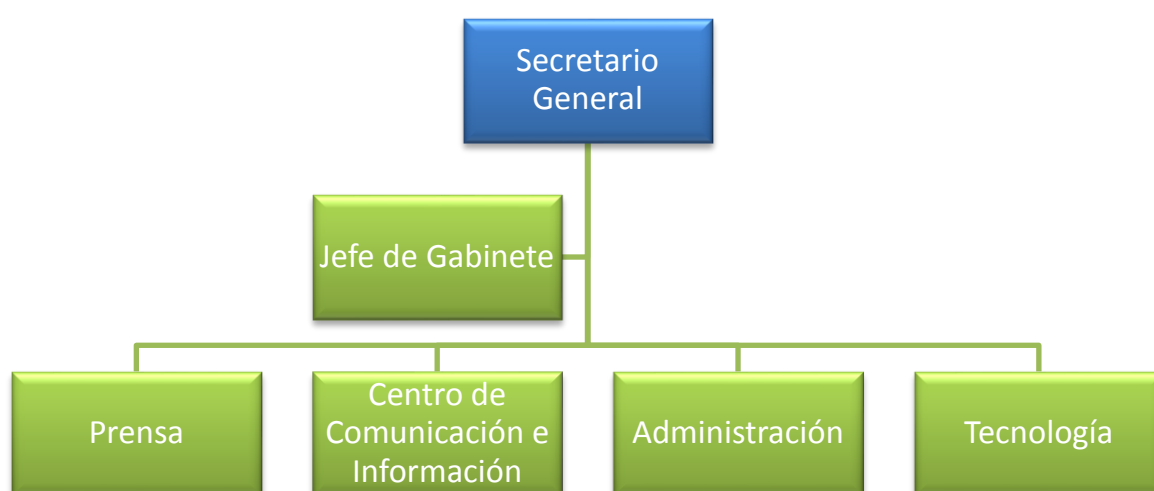 Secretario
General
Jefe de Gabinete
Prensa
Centro de
Comunicación e
Información
Administración
Tecnología